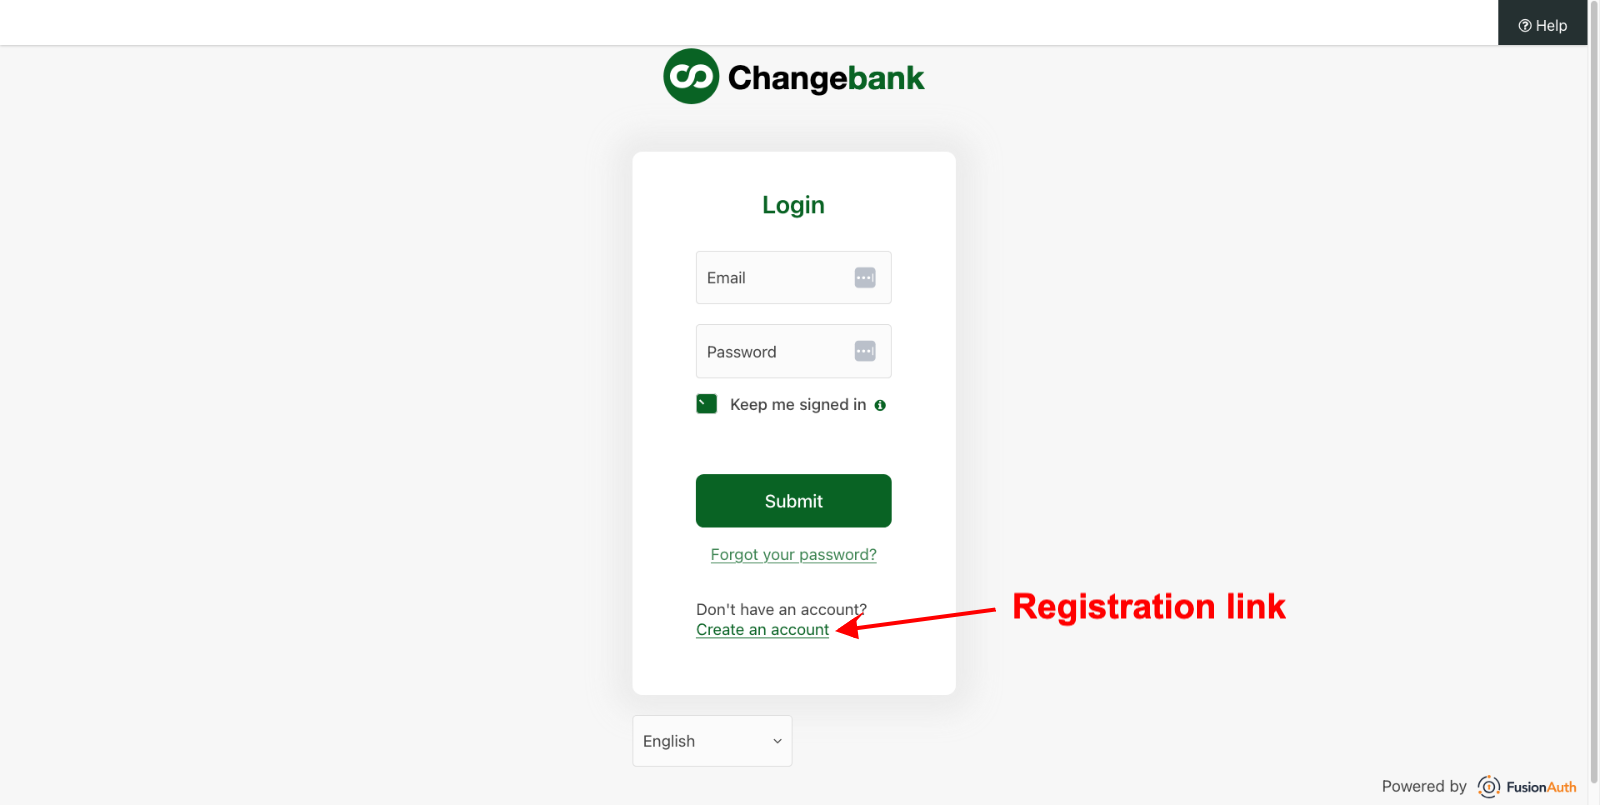 Help
Changebank
Login
Email
Password
Keep me signed in
Submit
Forgot your password?
Don't have an account?
Create an account
Registration link
English
Powered by FusionAuth